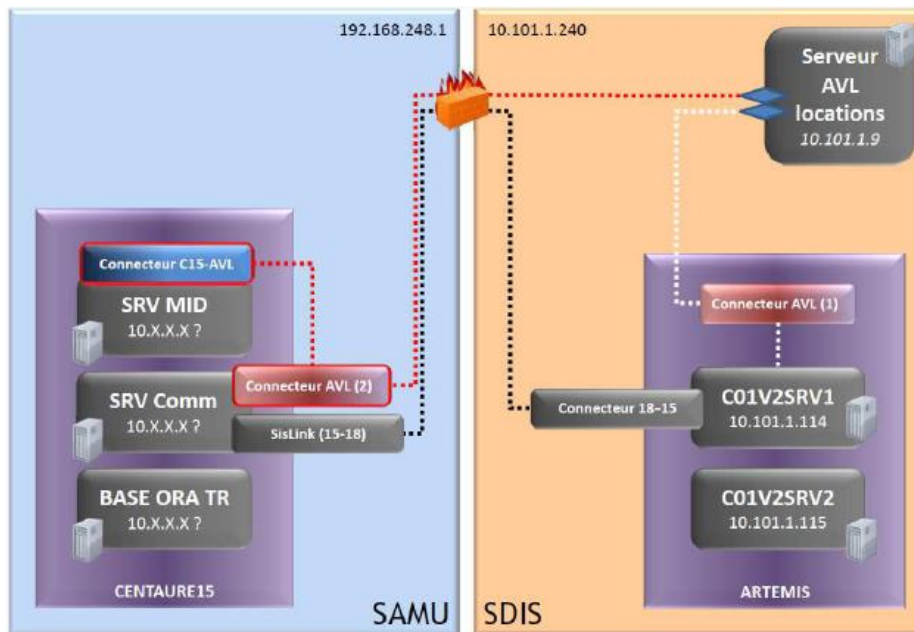 192.168.248.1
10.101.1.240
Serveur
AVL
locations
10.101.1.9
Connecteur C15-AVL
SRV MID
10.X.X.X ?
Connecteur AVL (2)
SRV Comm
10.X.X.X ?
SisLink (15-18)
BASE ORA TR
10.X.X.X ?
CENTAURE15
SAMU
Connecteur AVL (1)
Connecteur 18-15
C01V2SRV1
10.101.1.114
C01V2SRV2
10.101.1.115
ARTEMIS
SDIS